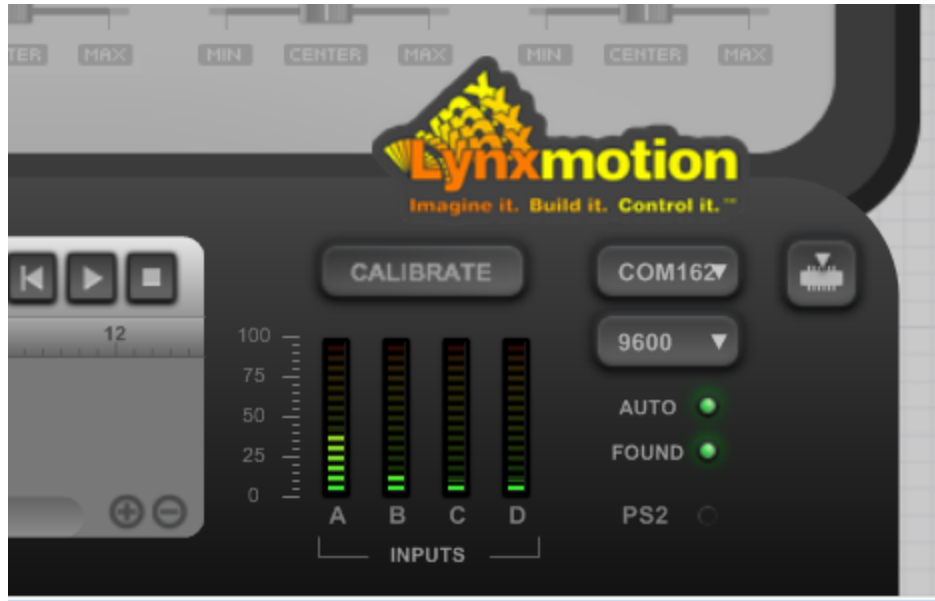 TER MAX MIN CENTER MAX MIN CENTER MAX
Lynxmotion
Imagine it. Build it. Control it.™
CALIBRATE
COM162
12
100
9600
75
AUTO
50
25
FOUND
0
A B C D
PS2
INPUTS